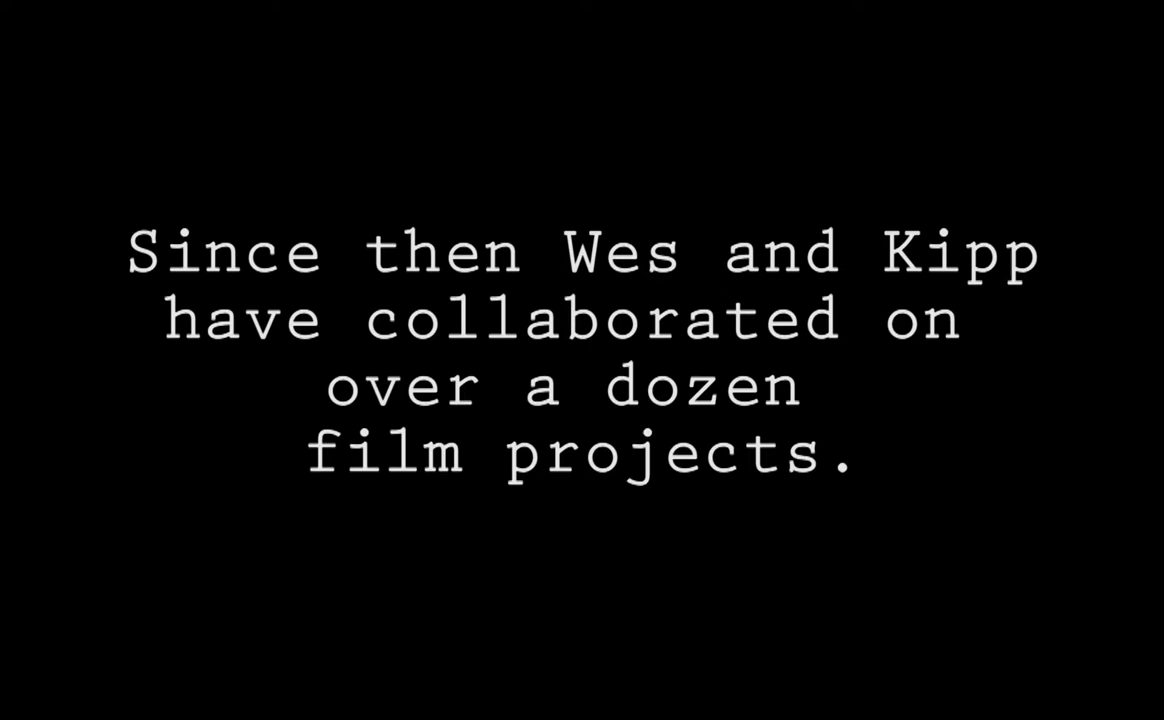 Since then Wes and Kipp
have collaborated on
over a dozen
film projects.